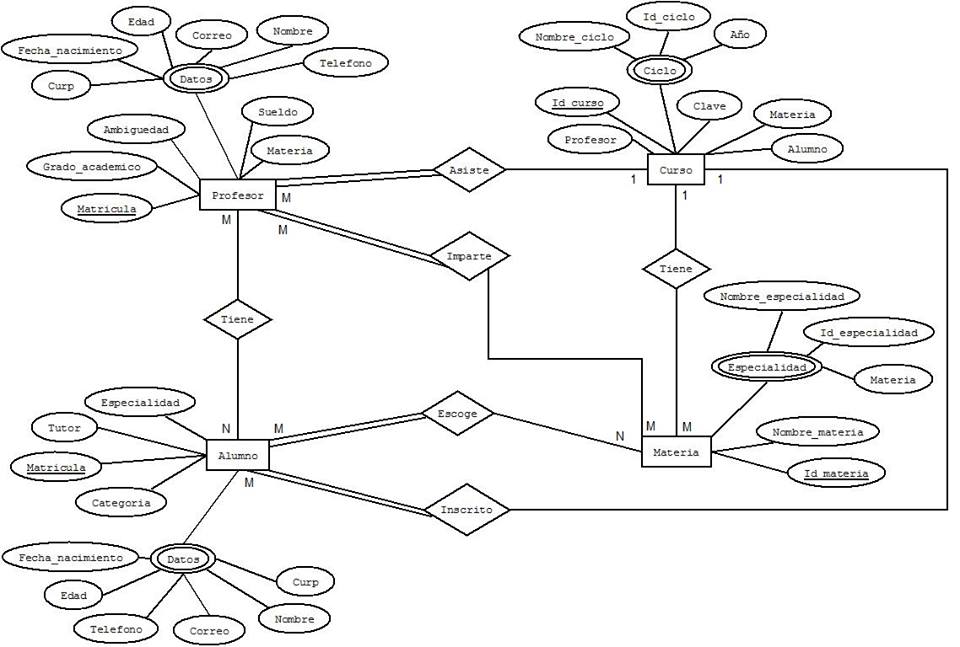 Edad
Correo
Nombre
Fecha_nacimiento
Telefono
Curp
Datos
Sueldo
Ambiguedad
Materia
Grado_academico
Profesor
Matricula
M
M
M
Asiste
Id_ciclo
Nombre_ciclo
Año
Ciclo
Id_curso
Clave
Materia
Profesor
Alumno
Curso
1
1
1
Imparte
Tiene
Tiene
Nombre_especialidad
Id_especialidad
Especialidad
Materia
Especialidad
Tutor
N
M
Escoge
N
M
M
Nombre_materia
Matricula
Alumno
Materia
Id_materia
Categoria
M
Inscrito
Fecha_nacimiento
Datos
Curp
Edad
Nombre
Telefono
Correo